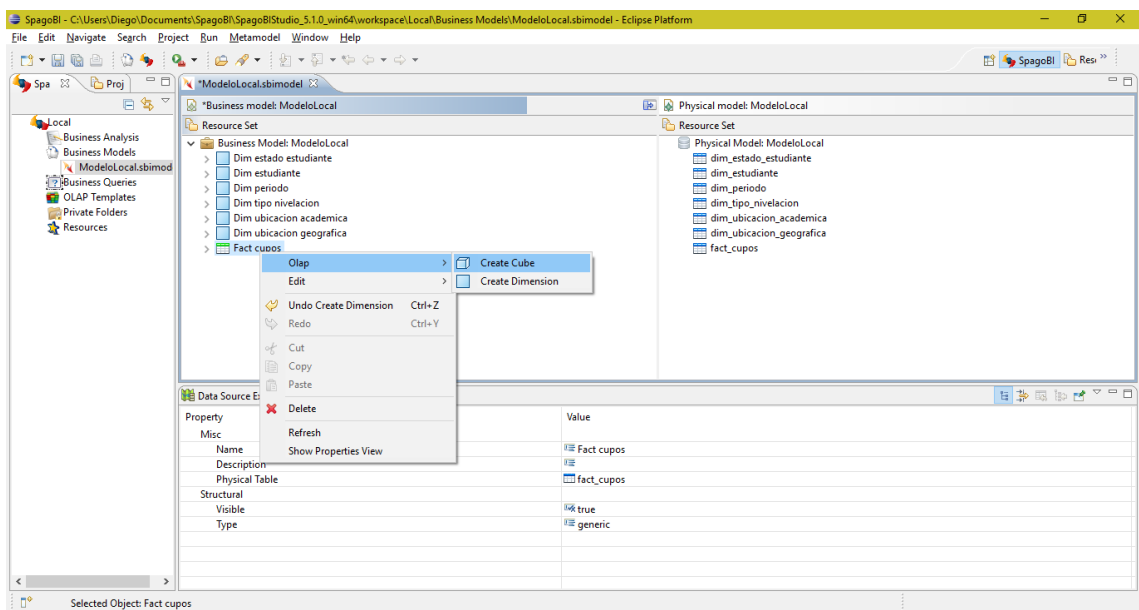 SpagoBI - C:\Users\Diego\Documents\SpagoBI\SpagoBIStudio_5.1.0_win64\workspace\Local\Business Models\ModeloLocal.sbimodel - Eclipse Platform
File Edit Navigate Search Project Run Metamodel Window Help
SpagoBI Res
Spa Proj
*ModeloLocal.sbimodel
*Business model: ModeloLocal
Physical model: ModeloLocal
Local
Business Analysis
Business Models
ModeloLocal.sbimod
Business Queries
OLAP Templates
Private Folders
Resources
Resource Set
Business Model: ModeloLocal
Dim estado estudiante
Dim estudiante
Dim periodo
Dim tipo nivelacion
Dim ubicacion academica
Dim ubicacion geografica
Fact cupos
Resource Set
Physical Model: ModeloLocal
dim_estado_estudiante
dim_estudiante
dim_periodo
dim_tipo_nivelacion
dim_ubicacion_academica
dim_ubicacion_geografica
fact_cupos
Olap
Edit
Undo Create Dimension Ctrl+Z
Redo Ctrl+Y
Cut
Copy
Paste
Delete
Refresh
Show Properties View
Create Cube
Create Dimension
Data Source E
Property Value
Misc
Name Fact cupos
Description
Physical Table fact_cupos
Structural
Visible true
Type generic
Selected Object: Fact cupos